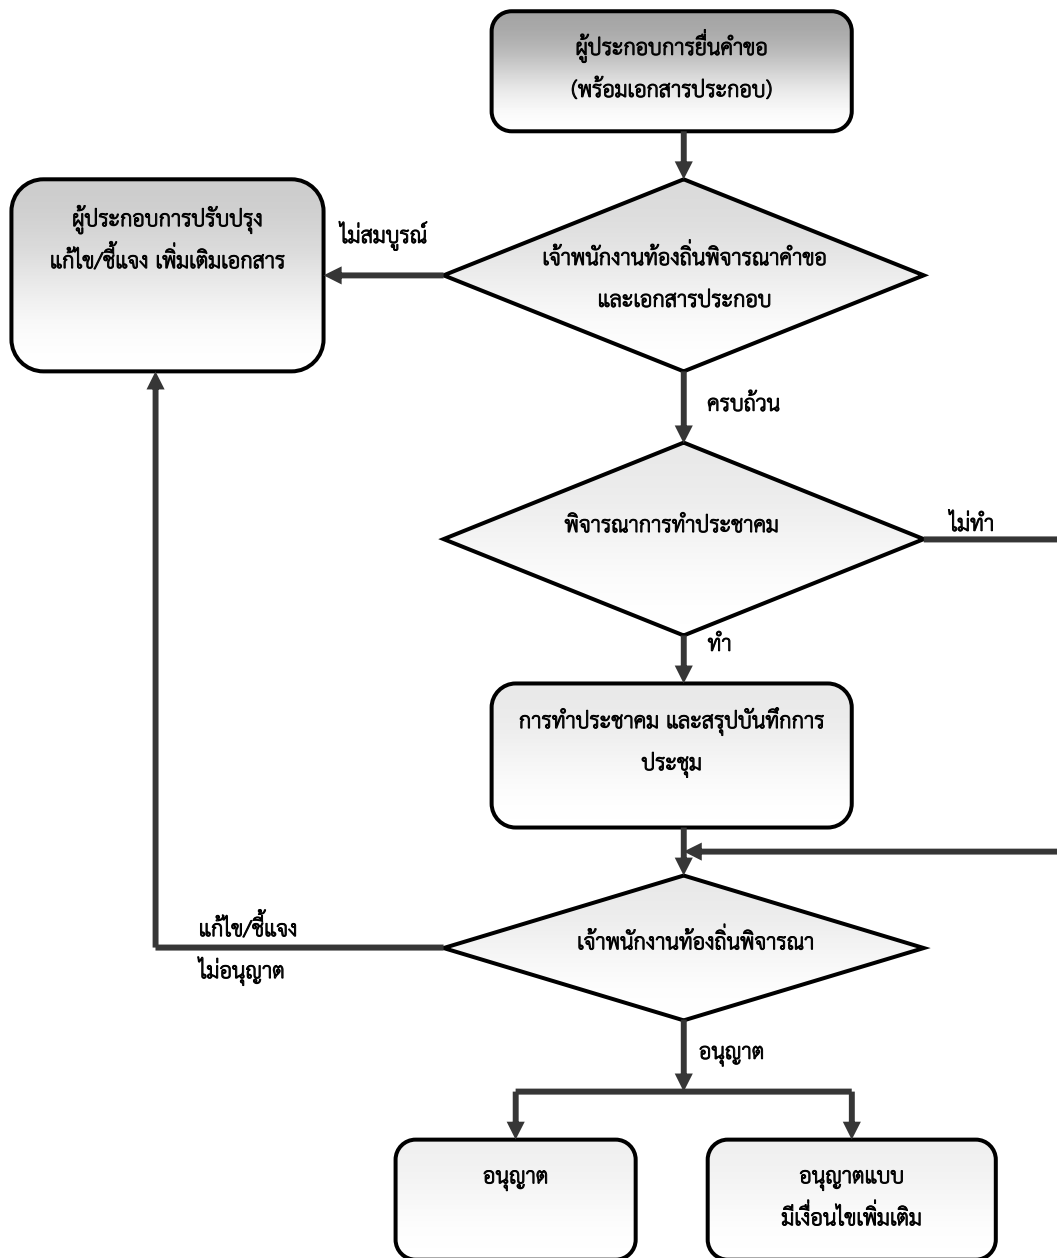 ผู้ประกอบการยื่นคำขอ
(พร้อมเอกสารประกอบ)
ผู้ประกอบการปรับปรุง
แก้ไข/ชี้แจง เพิ่มเติมเอกสาร
ไม่สมบูรณ์
เจ้าพนักงานท้องถิ่นพิจารณาคำขอ
และเอกสารประกอบ
ครบถ้วน
พิจารณาการทำประชาคม
ไม่ทำ
ทำ
การทำประชาคม และสรุปบันทึกการ
ประชุม
แก้ไข/ชี้แจง
ไม่อนุญาต
เจ้าพนักงานท้องถิ่นพิจารณา
อนุญาต
อนุญาต
อนุญาตแบบ
มีเงื่อนไขเพิ่มเติม